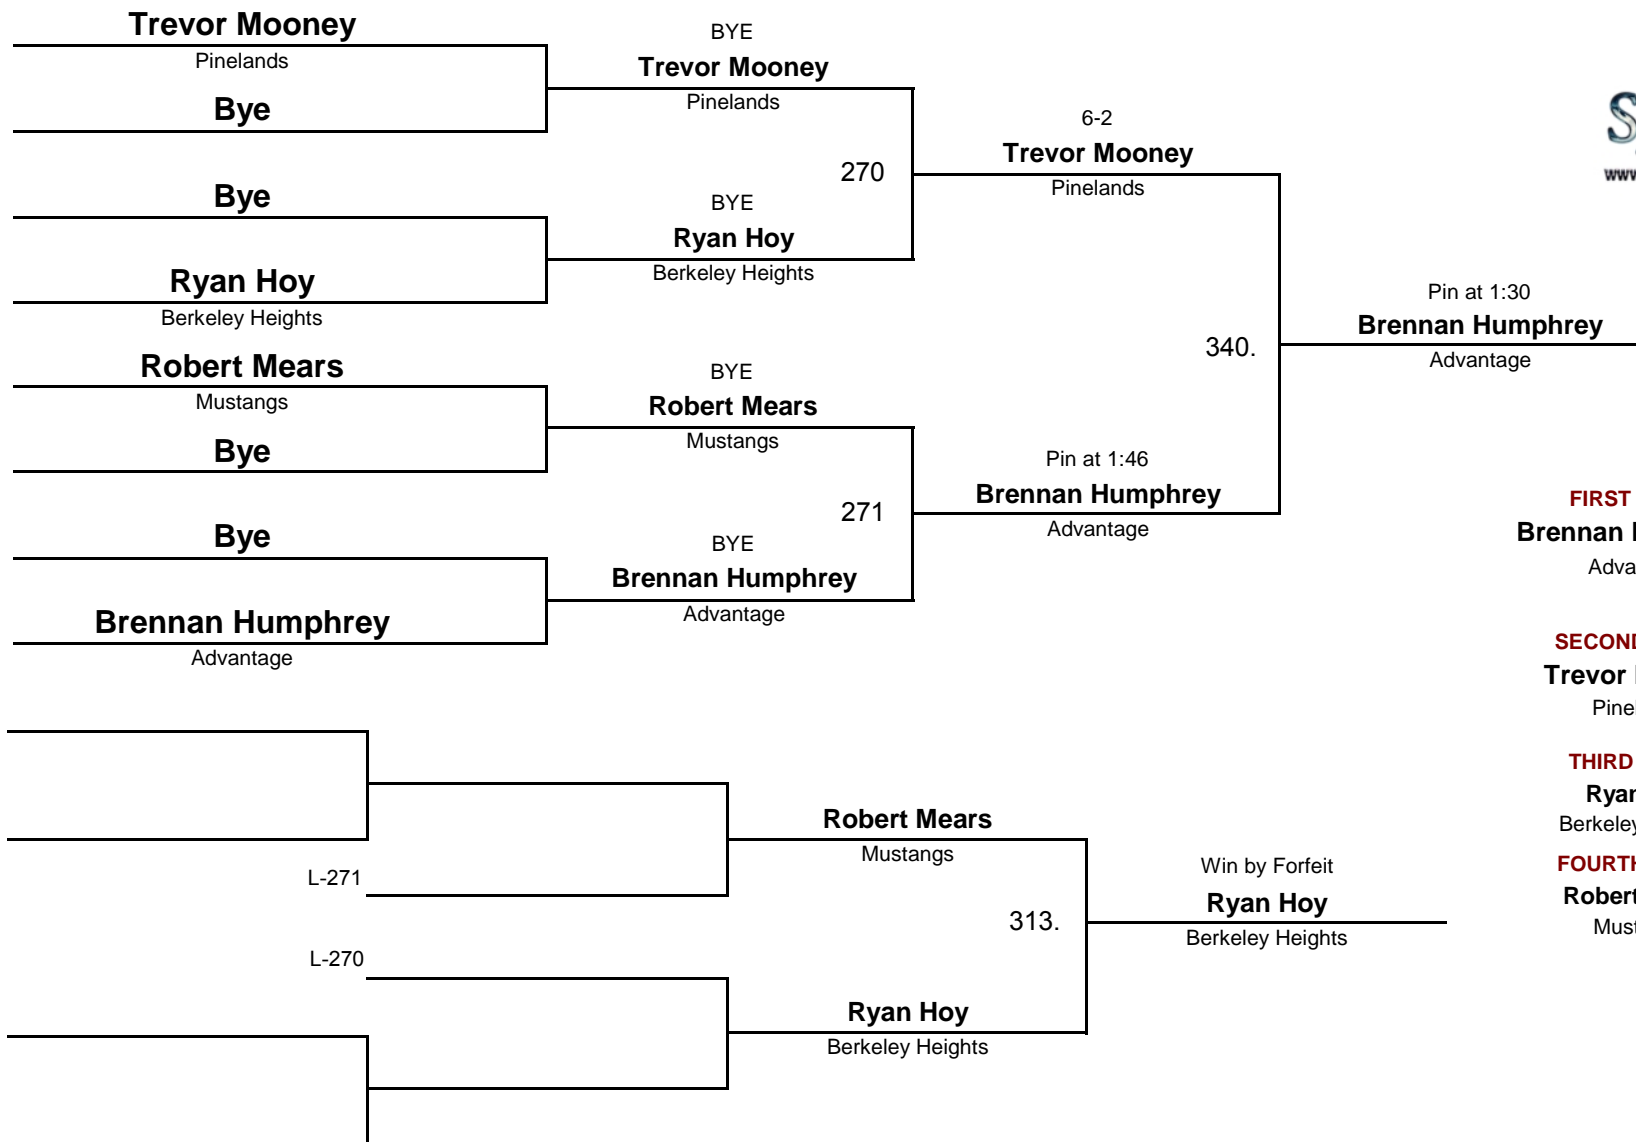 Trevor Mooney
Pinelands
Bye
Bye
Ryan Hoy
Berkeley Heights
Robert Mears
Mustangs
Bye
Bye
Brennan Humphrey
Advantage
BYE
Trevor Mooney
Pinelands
270
BYE
Ryan Hoy
Berkeley Heights
BYE
Robert Mears
Mustangs
271
BYE
Brennan Humphrey
Advantage
6-2
Trevor Mooney
Pinelands
340.
Pin at 1:46
Brennan Humphrey
Advantage
Pin at 1:30
Brennan Humphrey
Advantage
FIRST
Brennan
SECOND
Trevor
THIRD
Ryan
Berkeley
FOURTH
Robert
L-271
L-270
Robert Mears
Mustangs
313.
Ryan Hoy
Berkeley Heights
Win by Forfeit
Ryan Hoy
Berkeley Heights